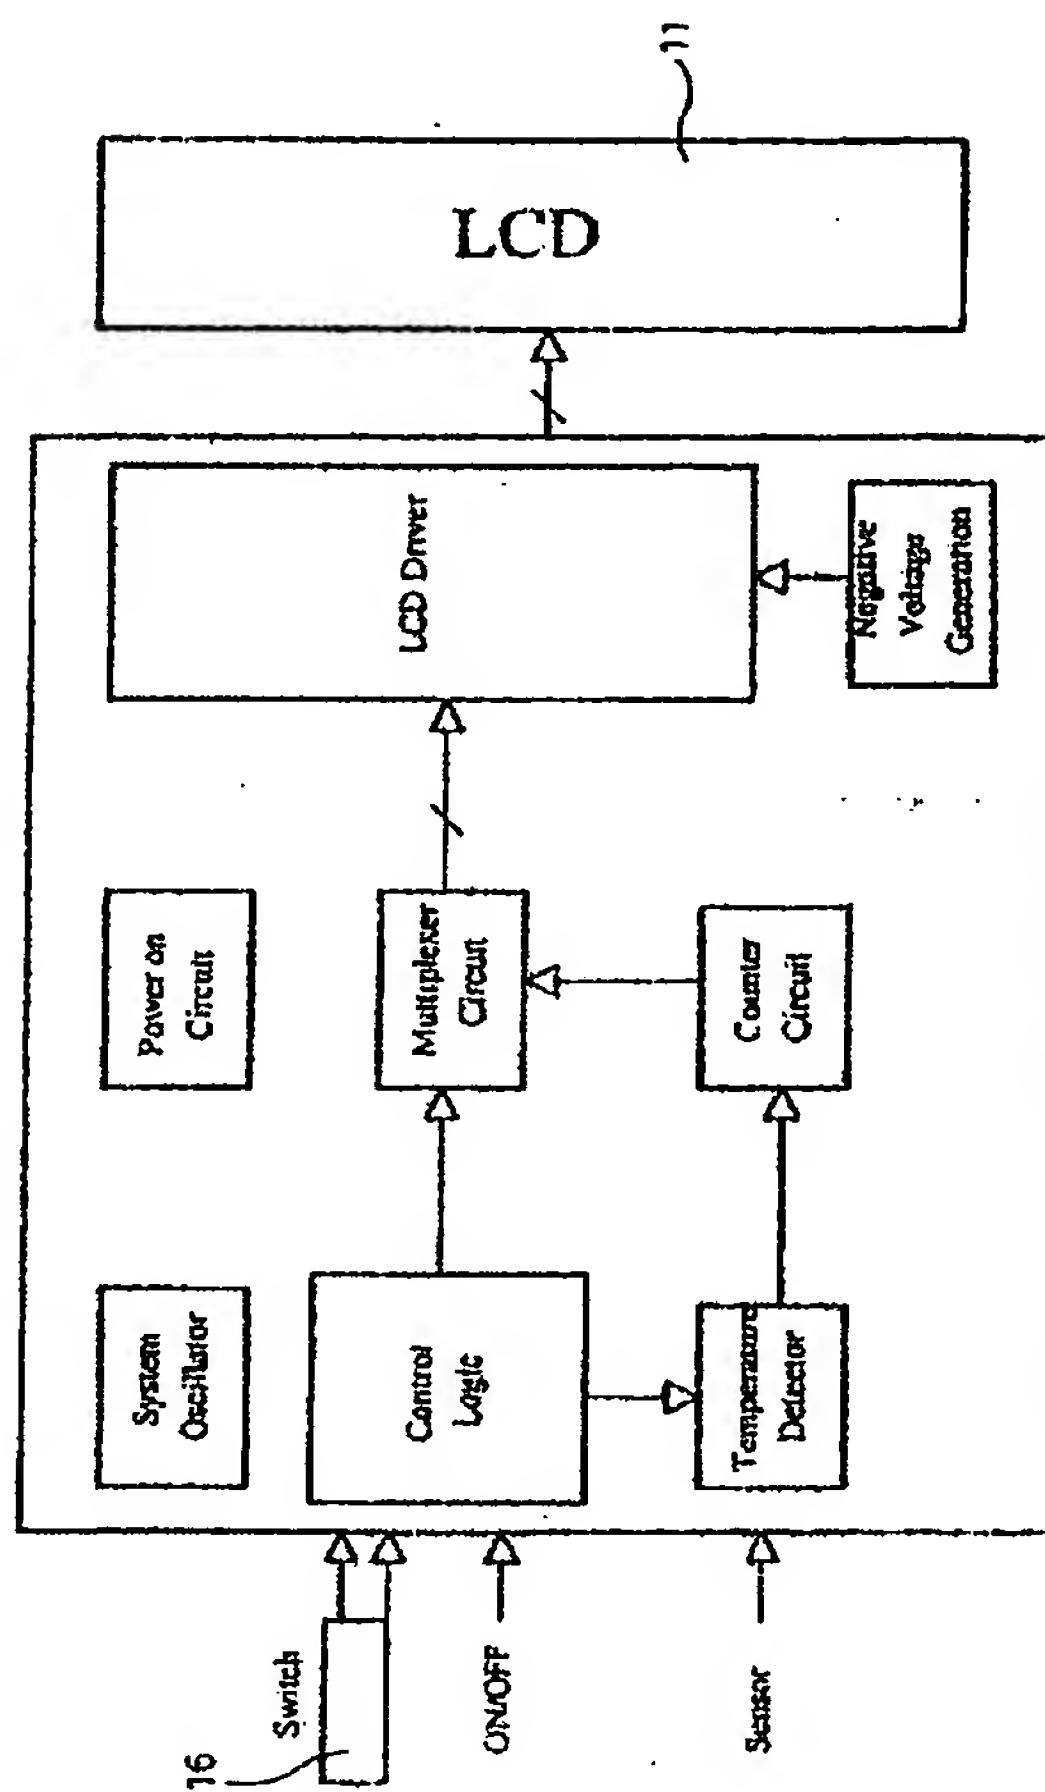 11
LCD
LCD Driver
Negative
Voltage
Generation
Power on
Circuit
Multiplexer
Circuit
Counter
Circuit
System
Oscillator
Control
Logic
Temperature
Detector
Switch
16
ON/OFF
Sensor